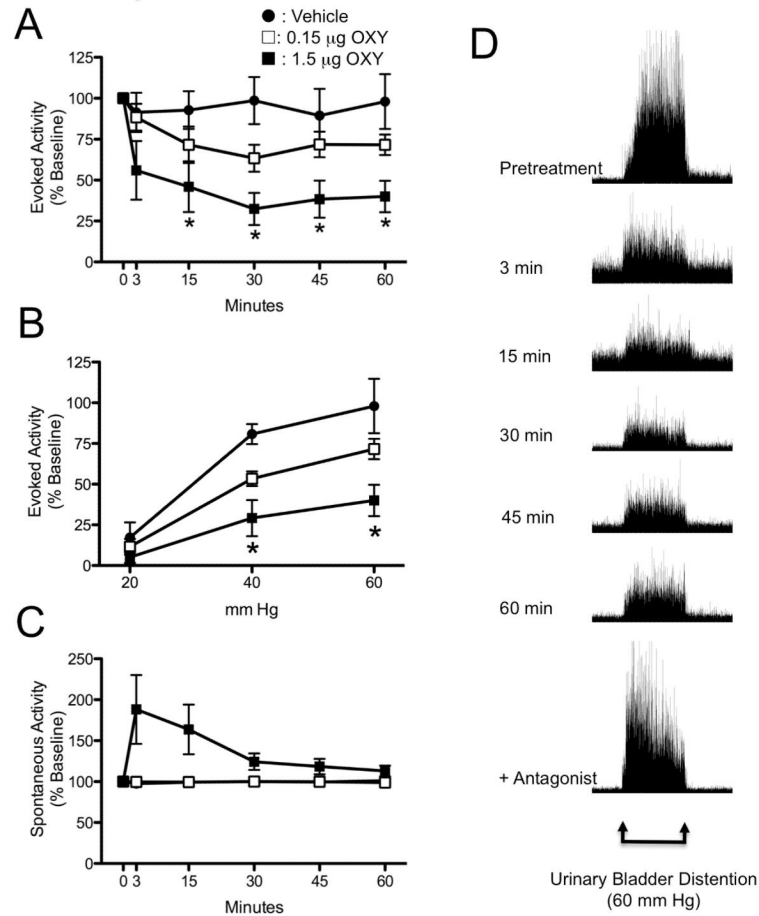 A
● : Vehicle
□ : 0.15 μg OXY
■ : 1.5 μg OXY
Evoked Activity
(% Baseline)
125
100
75
50
25
0
* * * *
0 3 15 30 45 60
Minutes
B
Evoked Activity
(% Baseline)
125
100
75
50
25
0
* *
20 40 60
mm Hg
C
Spontaneous Activity
(% Baseline)
250
200
150
100
50
0
0 3 15 30 45 60
Minutes
D
Pretreatment
3 min
15 min
30 min
45 min
60 min
+ Antagonist
Urinary Bladder Distention
(60 mm Hg)